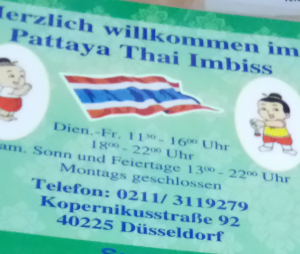 Herzlich willkommen im
Pattaya Thai Imbiss
Dien.-Fr. 11⁰⁰ - 16⁰⁰ Uhr
18⁰⁰ - 22⁰⁰ Uhr
am. Sonn und Feiertage 13⁰⁰ - 22⁰⁰ Uhr
Montags geschlossen
Telefon: 0211/ 3119279
Kopernikusstraße 92
40225 Düsseldorf